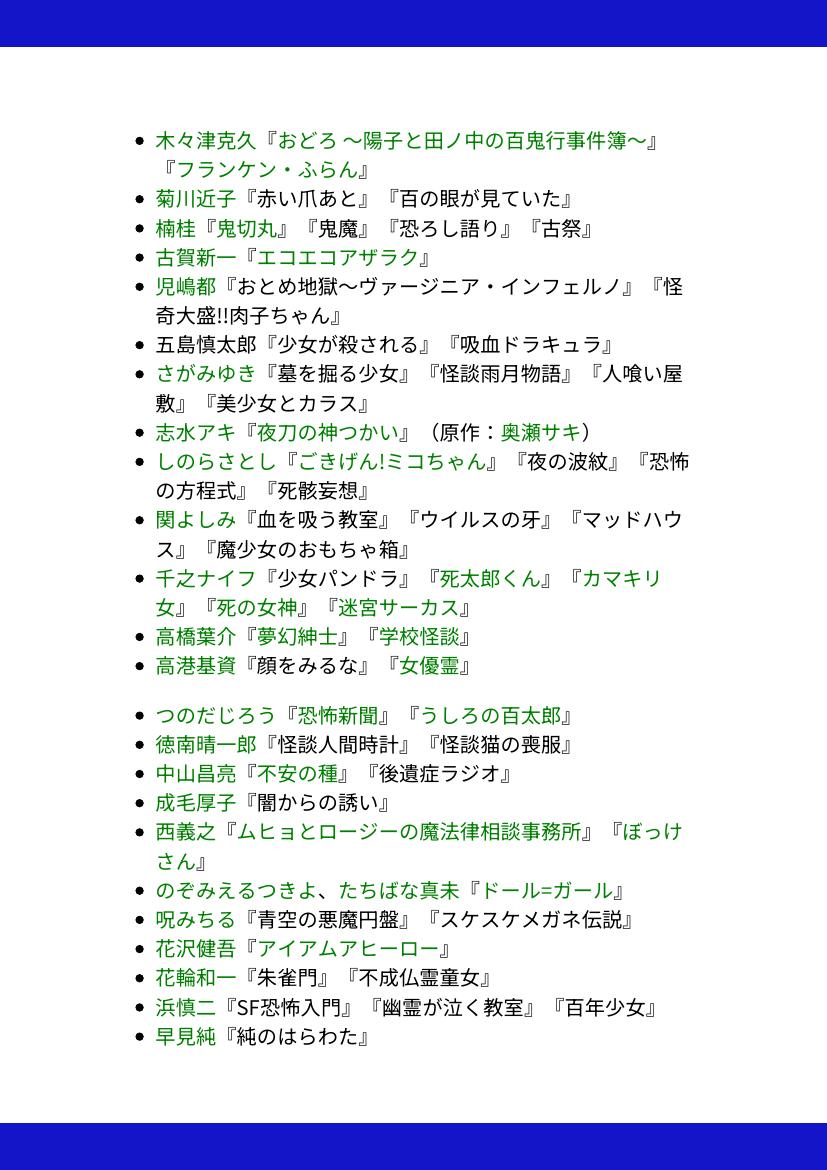 木々津克久『おどろ 〜陽子と田ノ中の百鬼行事件簿〜』
『フランケン・ふらん』
菊川近子『赤い爪あと』『百の眼が見ていた』
楠桂『鬼切丸』『鬼魔』『恐ろし語り』『古祭』
古賀新一『エコエコアザラク』
児嶋都『おとめ地獄〜ヴァージニア・インフェルノ』『怪
奇大盛!!肉子ちゃん』
五島慎太郎『少女が殺される』『吸血ドラキュラ』
さがみゆき『墓を掘る少女』『怪談雨月物語』『人喰い屋
敷』『美少女とカラス』
志水アキ『夜刀の神つかい』（原作：奥瀬サキ）
しのらさとし『ごきげん!ミコちゃん』『夜の波紋』『恐怖
の方程式』『死骸妄想』
関よしみ『血を吸う教室』『ウイルスの牙』『マッドハウ
ス』『魔少女のおもちゃ箱』
千之ナイフ『少女パンドラ』『死太郎くん』『カマキリ
女』『死の女神』『迷宮サーカス』
高橋葉介『夢幻紳士』『学校怪談』
高港基資『顔をみるな』『女優霊』
つのだじろう『恐怖新聞』『うしろの百太郎』
徳南晴一郎『怪談人間時計』『怪談猫の喪服』
中山昌亮『不安の種』『後遺症ラジオ』
成毛厚子『闇からの誘い』
西義之『ムヒョとロージーの魔法律相談事務所』『ぼっけ
さん』
のぞみえるつきよ、たちばな真未『ドール=ガール』
呪みちる『青空の悪魔円盤』『スケスケメガネ伝説』
花沢健吾『アイアムアヒーロー』
花輪和一『朱雀門』『不成仏霊童女』
浜慎二『SF恐怖入門』『幽霊が泣く教室』『百年少女』
早見純『純のはらわた』